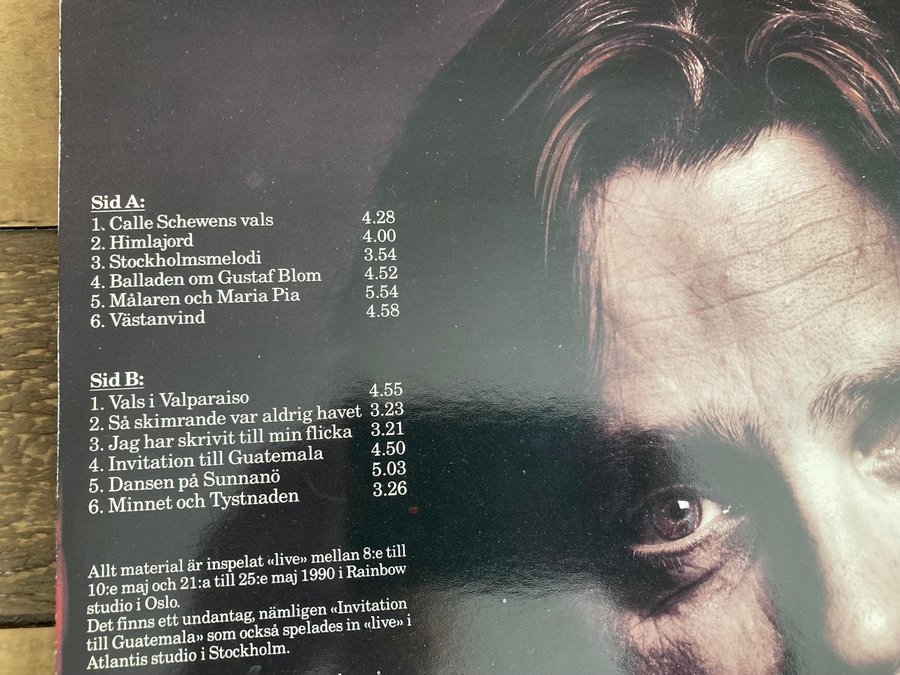 Sid A:
1. Calle Schewens vals 4.28
2. Himlajord 4.00
3. Stockholmsmelodi 3.54
4. Balladen om Gustaf Blom 4.52
5. Målaren och Maria Pia 5.54
6. Västanvind 4.58
Sid B:
1. Vals i Valparaiso 4.55
2. Så skimrande var aldrig havet 3.23
3. Jag har skrivit till min flicka 3.21
4. Invitation till Guatemala 4.50
5. Dansen på Sunnanö 5.03
6. Minnet och Tystnaden 3.26
Allt material är inspelat «live» mellan 8:e till
10:e maj och 21:a till 25:e maj 1990 i Rainbow
studio i Oslo.
Det finns ett undantag, nämligen «Invitation
till Guatemala» som också spelades in «live» i
Atlantis studio i Stockholm.